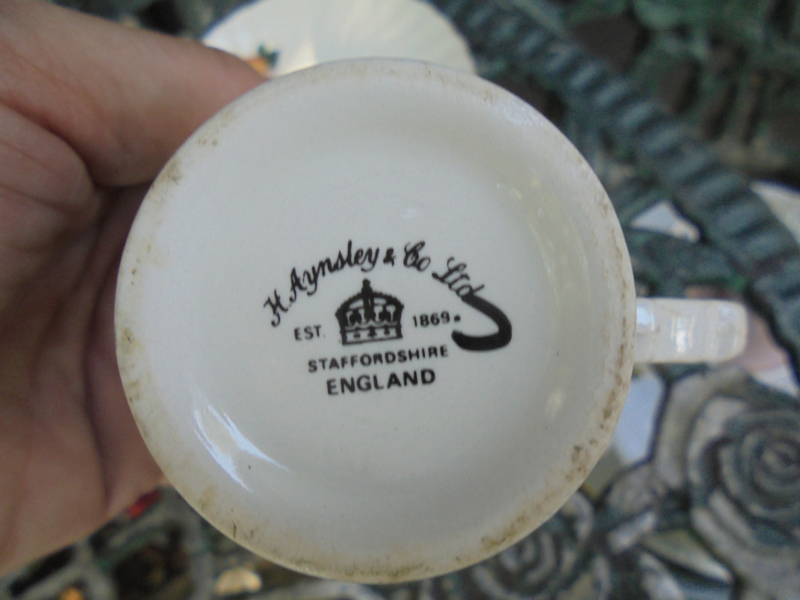 H. Aynsley & Co Ltd
EST. 1869.
STAFFORDSHIRE
ENGLAND